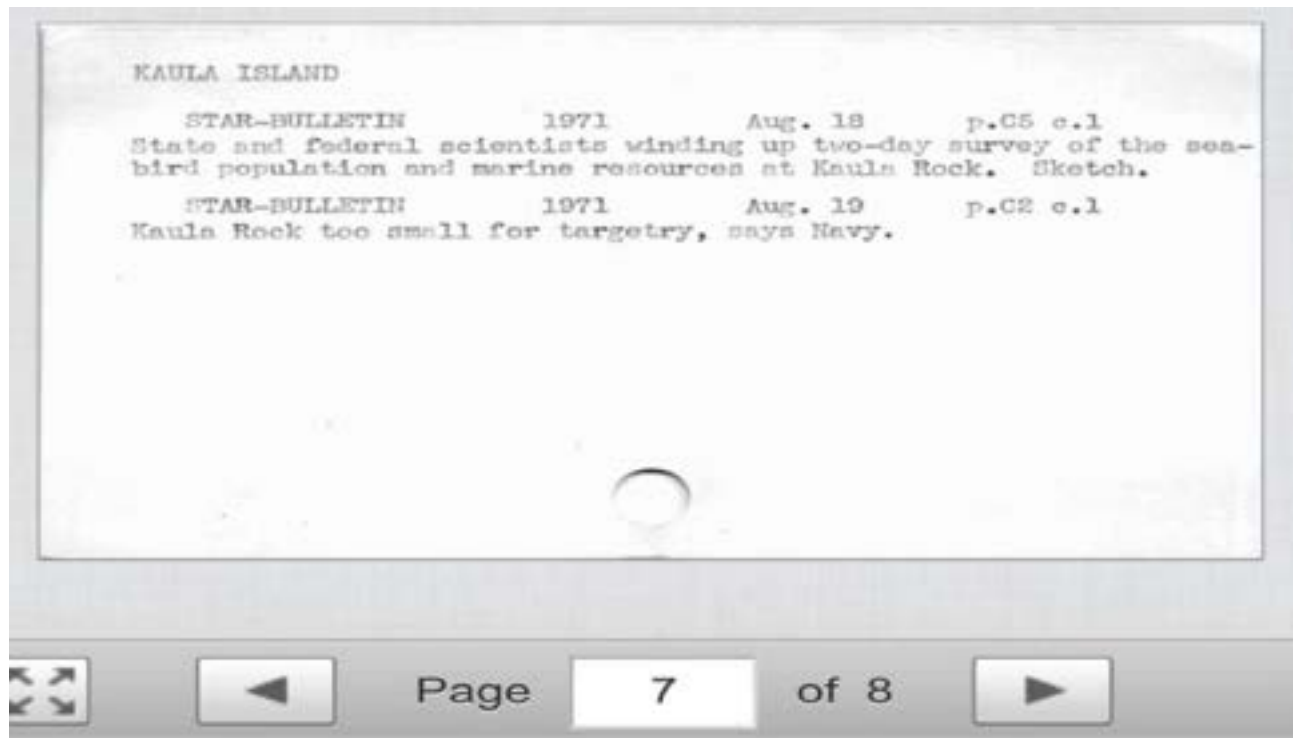 KAULA ISLAND
STAR-BULLETIN 1971 Aug. 18 p.C5 c.1
State and federal scientists winding up two-day survey of the sea-
bird population and marine resources at Kaula Rock. Sketch.
STAR-BULLETIN 1971 Aug. 19 p.C2 c.1
Kaula Rock too small for targetry, says Navy.
Page 7 of 8